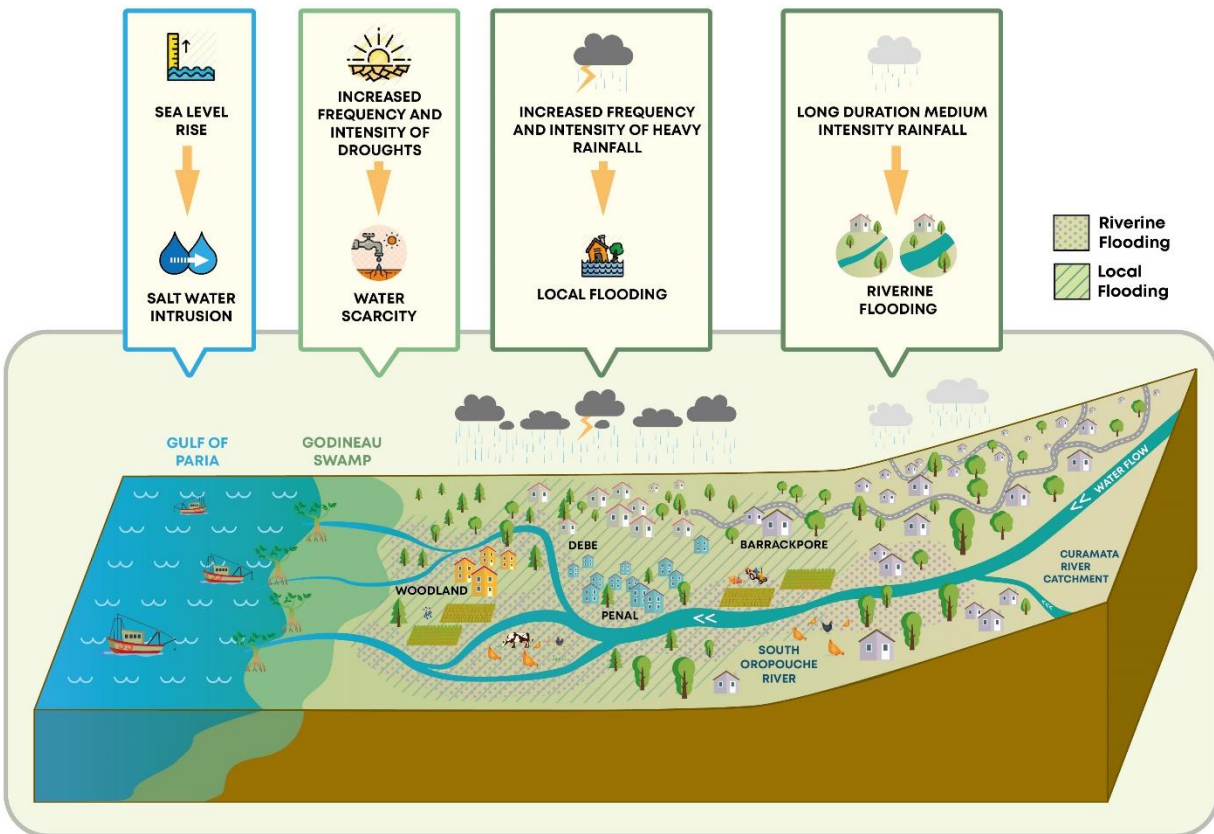 SEA LEVEL
RISE
SALT WATER
INTRUSION
INCREASED
FREQUENCY AND
INTENSITY OF
DROUGHTS
WATER
SCARCITY
INCREASED FREQUENCY
AND INTENSITY OF HEAVY
RAINFALL
LOCAL FLOODING
LONG DURATION MEDIUM
INTENSITY RAINFALL
RIVERINE
FLOODING
Riverine
Flooding
Local
Flooding
GULF OF
PARIA
GODINEAU
SWAMP
WATER FLOW
DEBE
BARRACKPORE
CURAMATA
RIVER
CATCHMENT
WOODLAND
PENAL
SOUTH
OROPOUCHE
RIVER